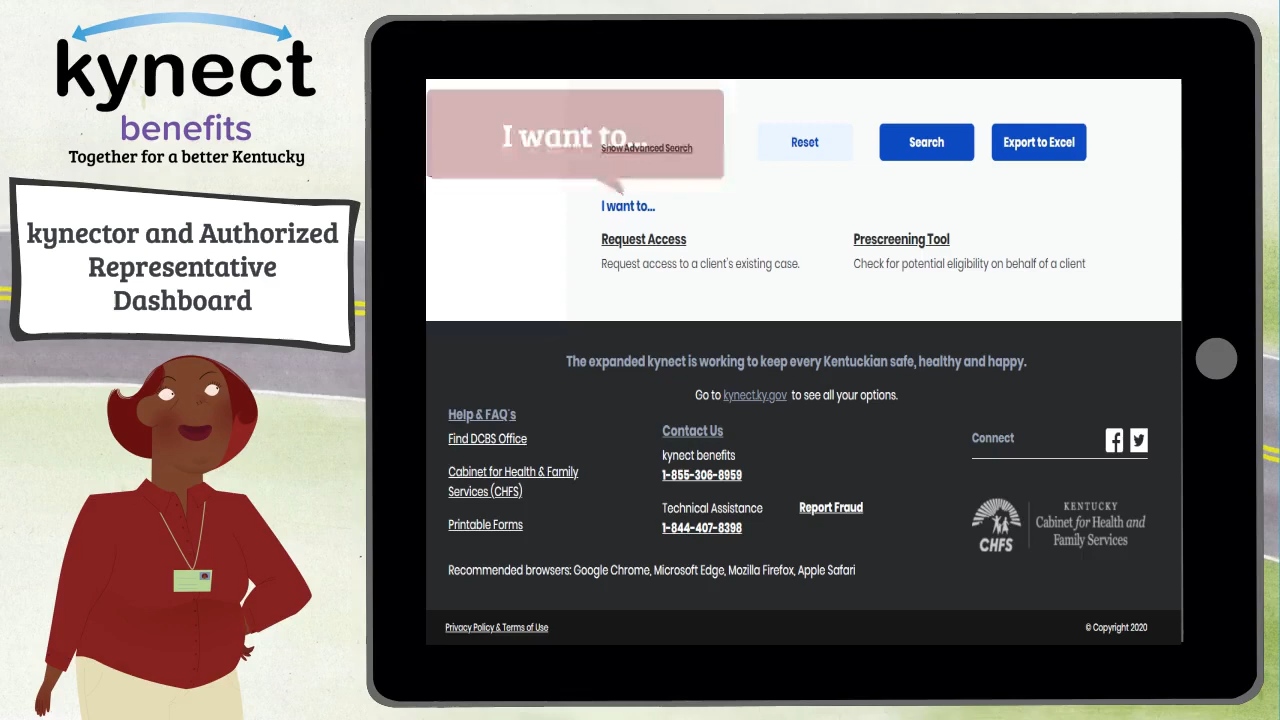 kynect
benefits
Together for a better Kentucky
kynector and Authorized
Representative
Dashboard
I want to...
Show Advanced Search
Reset
Search
Export to Excel
I want to...
Request Access
Prescreening Tool
Request access to a client's existing case.
Check for potential eligibility on behalf of a client
The expanded kynect is working to keep every Kentuckian safe, healthy and happy.
Go to kynect.ky.gov to see all your options.
Help & FAQ's
Find DCBS Office
Cabinet for Health & Family
Services (CHFS)
Printable Forms
Contact Us
kynect benefits
1-855-306-8959
Technical Assistance
1-844-407-8398
Report Fraud
Connect
CHFS
KENTUCKY
Cabinet for Health and
Family Services
Recommended browsers: Google Chrome, Microsoft Edge, Mozilla Firefox, Apple Safari
Privacy Policy & Terms of Use
© Copyright 2020